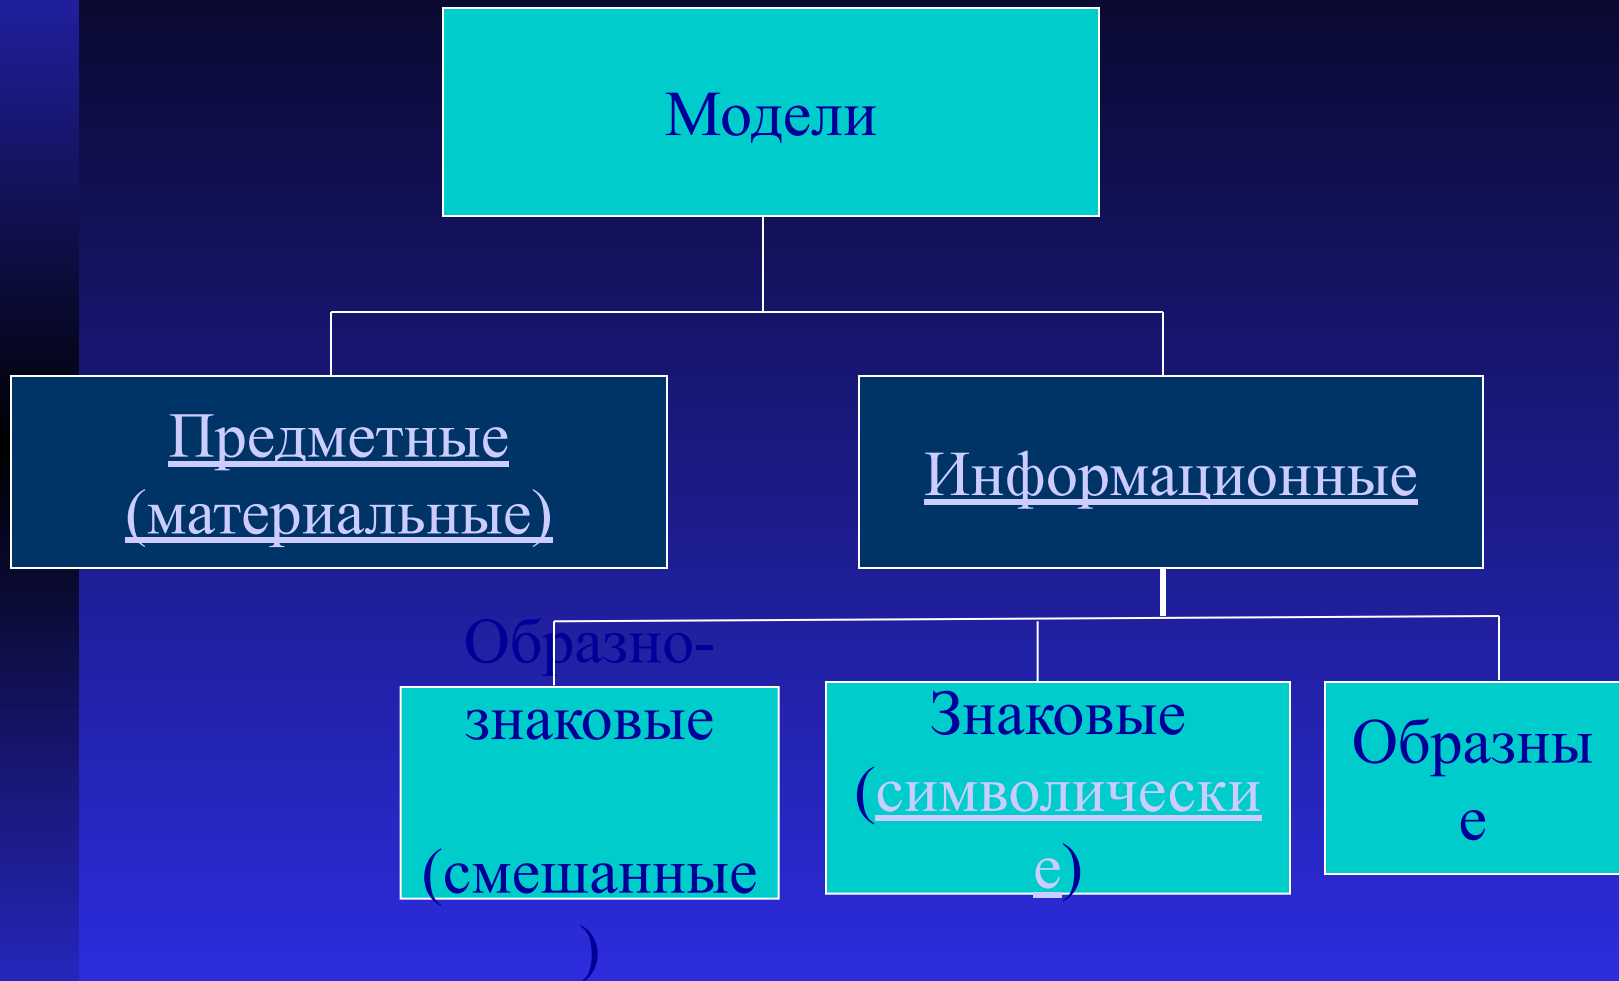 Модели
Предметные
(материальные)
Информационные
Образно-
знаковые
(смешанные
)
Знаковые
(символически
е)
Образны
е